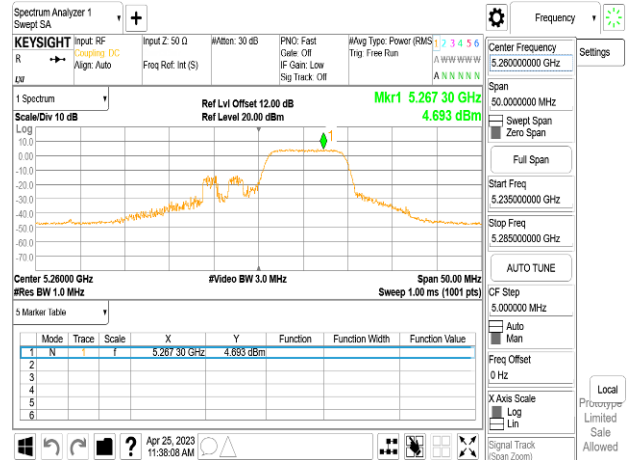 Spectrum Analyzer 1
Swept SA
KEYSIGHT
R
Input: RF
Coupling: DC
Align: Auto
Input Z: 50 Ω
Freq Ref: Int (S)
#Atten: 30 dB
PNO: Fast
Gate: Off
IF Gain: Low
Sig Track: Off
#Avg Type: Power (RMS
Trig: Free Run
1 2 3 4 5 6
A W W W W W
A N N N N N
1 Spectrum
Scale/Div 10 dB
Ref Lvl Offset 12.00 dB
Ref Level 20.00 dBm
Mkr1 5.267 30 GHz
4.693 dBm
Log
10.0
0.00
-10.0
-20.0
-30.0
-40.0
-50.0
-60.0
-70.0
1
Center 5.26000 GHz
#Res BW 1.0 MHz
#Video BW 3.0 MHz
Span 50.00 MHz
Sweep 1.00 ms (1001 pts)
5 Marker Table
Mode Trace Scale X Y Function Function Width Function Value
1 N 1 f 5.267 30 GHz 4.693 dBm
2
3
4
5
6
Apr 25, 2023
11:38:08 AM
Frequency
Settings
Center Frequency
5.260000000 GHz
Span
50.0000000 MHz
Swept Span
Zero Span
Full Span
Start Freq
5.235000000 GHz
Stop Freq
5.285000000 GHz
AUTO TUNE
CF Step
5.000000 MHz
Auto
Man
Freq Offset
0 Hz
X Axis Scale
Log
Lin
Signal Track
(Span Zoom)
Local
Prototype
Limited
Sale
Allowed